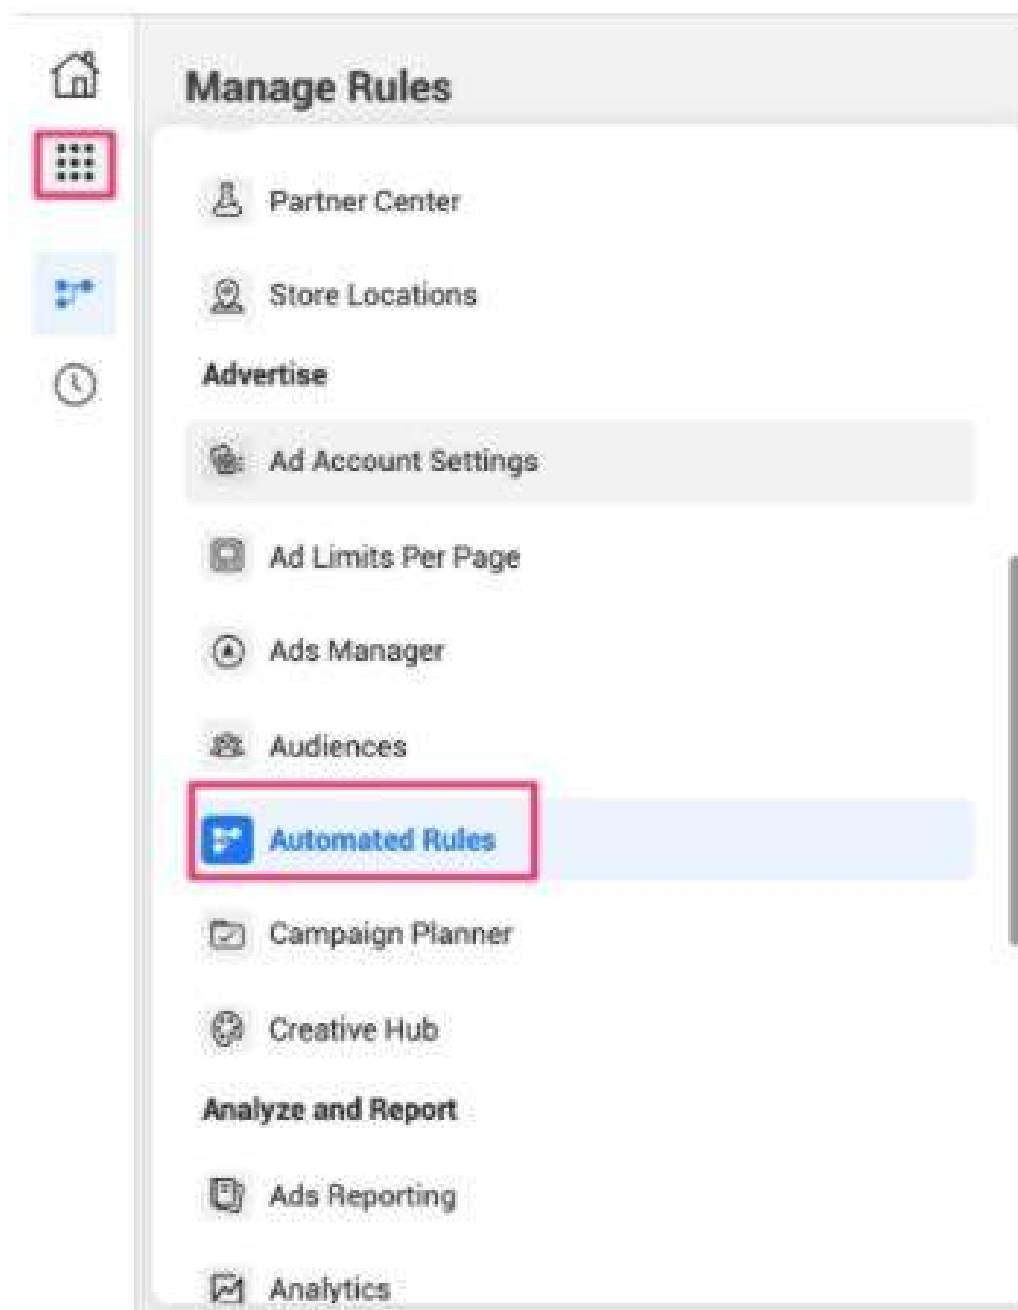 Manage Rules
Partner Center
Store Locations
Advertise
Ad Account Settings
Ad Limits Per Page
Ads Manager
Audiences
Automated Rules
Campaign Planner
Creative Hub
Analyze and Report
Ads Reporting
Analytics